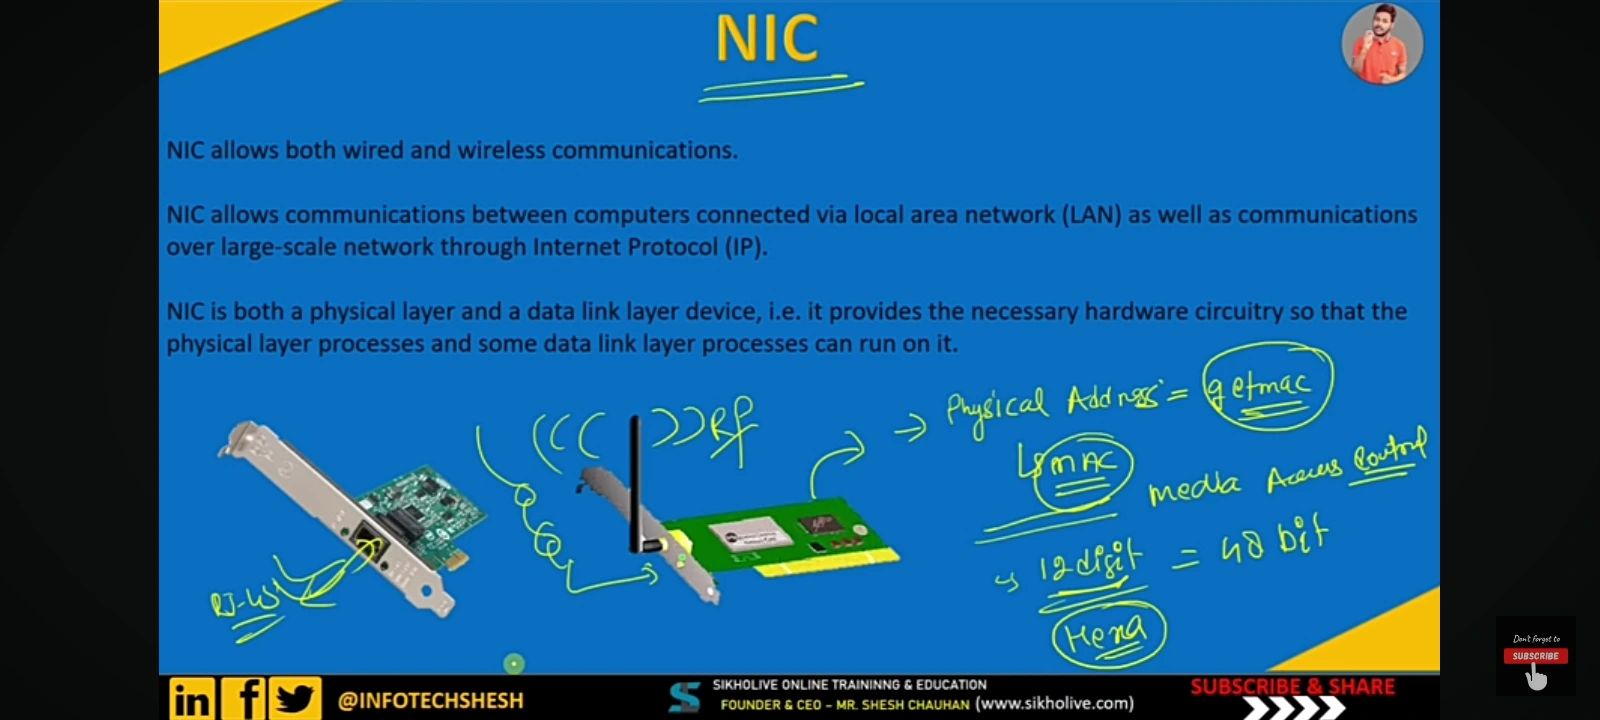 NIC
NIC allows both wired and wireless communications.
NIC allows communications between computers connected via local area network (LAN) as well as communications
over large-scale network through Internet Protocol (IP).
NIC is both a physical layer and a data link layer device, i.e. it provides the necessary hardware circuitry so that the
physical layer processes and some data link layer processes can run on it.
Physical Address = getmac
MAC
Media Access Control
12 digit = 48 bit
Hexa
RF
RJ-45
in f @INFOTECHSHESH
SIKHOLIVE ONLINE TRAININNG & EDUCATION
FOUNDER & CEO – MR. SHESH CHAUHAN (www.sikholive.com)
SUBSCRIBE & SHARE
Don't forget to
SUBSCRIBE